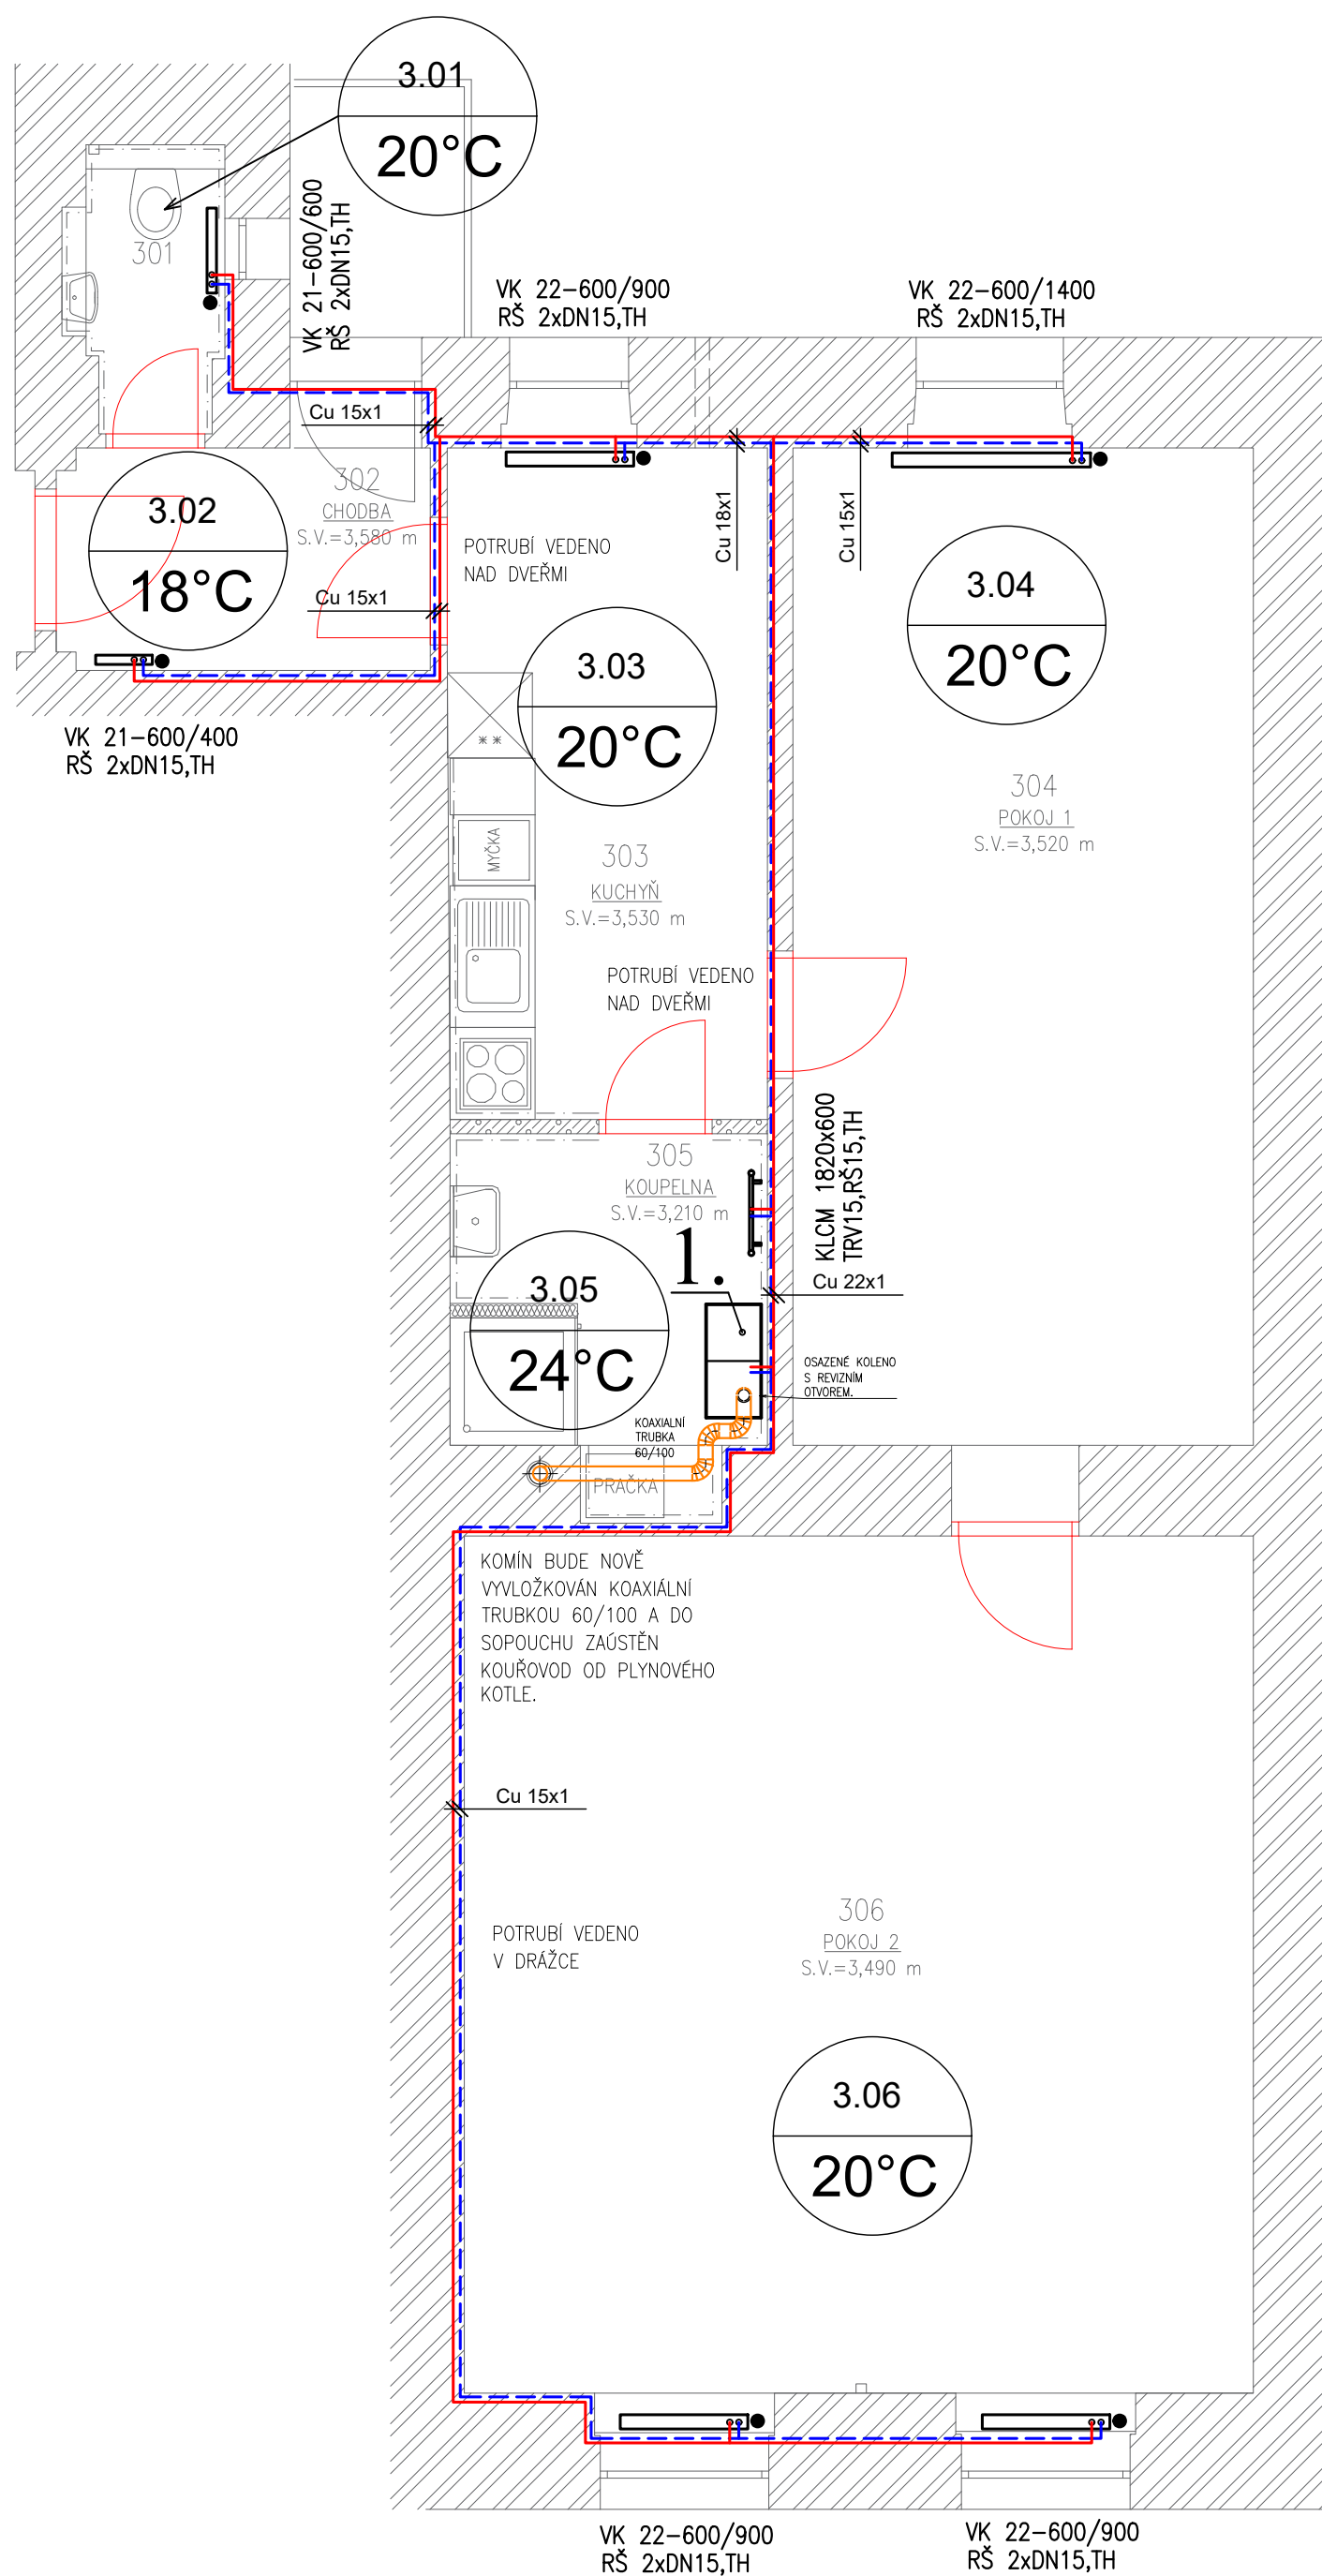 3.01
20°C
301
VK 21-600/600
RŠ 2xDN15,TH
VK 22-600/900
RŠ 2xDN15,TH
VK 22-600/1400
RŠ 2xDN15,TH
Cu 15x1
302
CHODBA
S.V.=3,580 m
3.02
18°C
Cu 15x1
VK 21-600/400
RŠ 2xDN15,TH
POTRUBÍ VEDENO
NAD DVEŘMI
Cu 18x1
Cu 15x1
3.03
20°C
3.04
20°C
304
POKOJ 1
S.V.=3,520 m
MYČKA
303
KUCHYŇ
S.V.=3,530 m
POTRUBÍ VEDENO
NAD DVEŘMI
KLCM 1820x600
TRV15,RŠ15,TH
305
KOUPELNA
S.V.=3,210 m
1.
3.05
24°C
Cu 22x1
OSAZENÉ KOLENO
S REVIZNÍM
OTVOREM.
KOAXIALNÍ
TRUBKA
60/100
PRAČKA
KOMÍN BUDE NOVĚ
VYVLOŽKOVÁN KOAXIÁLNÍ
TRUBKOU 60/100 A DO
SOPOUCHU ZAÚSTĚN
KOUŘOVOD OD PLYNOVÉHO
KOTLE.
Cu 15x1
POTRUBÍ VEDENO
V DRÁŽCE
306
POKOJ 2
S.V.=3,490 m
3.06
20°C
VK 22-600/900
RŠ 2xDN15,TH
VK 22-600/900
RŠ 2xDN15,TH